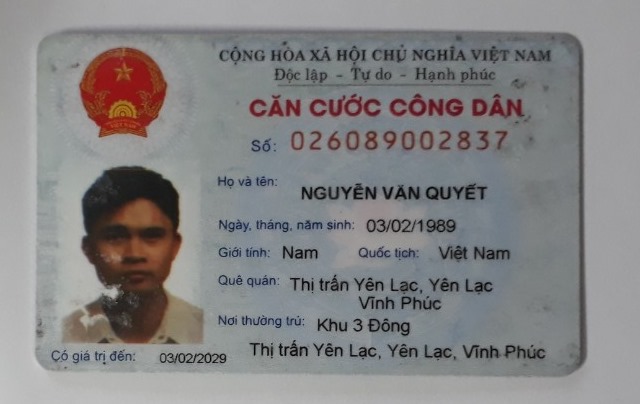 CỘNG HÒA XÃ HỘI CHỦ NGHĨA VIỆT NAM
Độc lập - Tự do - Hạnh phúc
CĂN CƯỚC CÔNG DÂN
Số: 026089002837
Họ và tên: NGUYỄN VĂN QUYẾT
Ngày, tháng, năm sinh: 03/02/1989
Giới tính: Nam Quốc tịch: Việt Nam
Quê quán: Thị trấn Yên Lạc, Yên Lạc
Vĩnh Phúc
Nơi thường trú: Khu 3 Đông
Thị trấn Yên Lạc, Yên Lạc, Vĩnh Phúc
Có giá trị đến: 03/02/2029